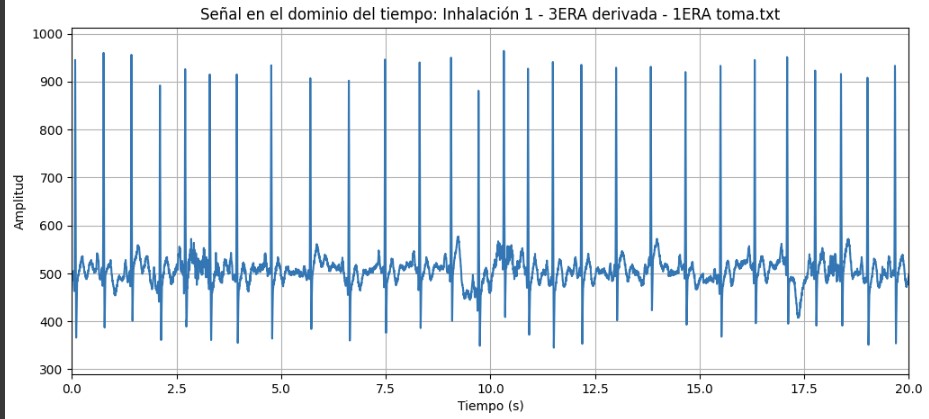 Señal en el dominio del tiempo: Inhalación 1 - 3ERA derivada - 1ERA toma.txt
1000
900
800
700
600
500
400
300
Amplitud
0.0 2.5 5.0 7.5 10.0 12.5 15.0 17.5 20.0
Tiempo (s)